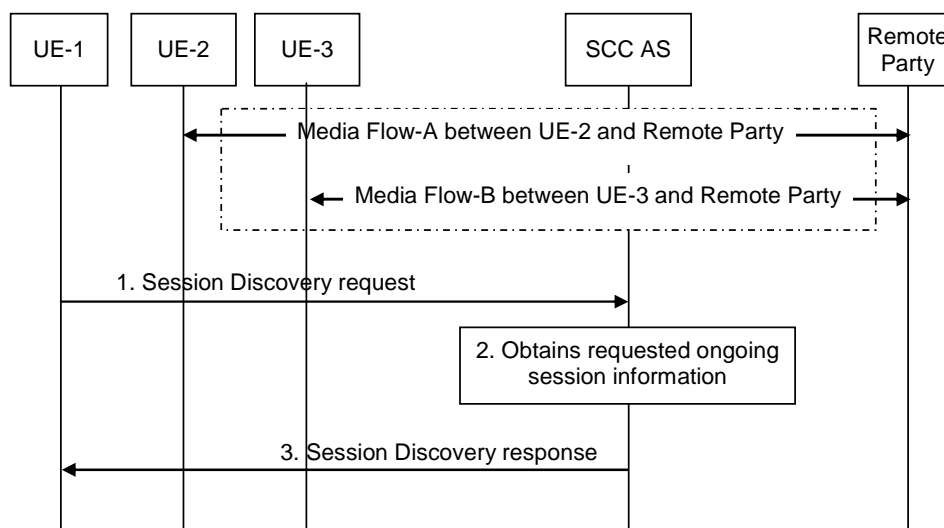 UE-1
UE-2
UE-3
SCC AS
Remote
Party
Media Flow-A between UE-2 and Remote Party
Media Flow-B between UE-3 and Remote Party
1. Session Discovery request
2. Obtains requested ongoing
session information
3. Session Discovery response